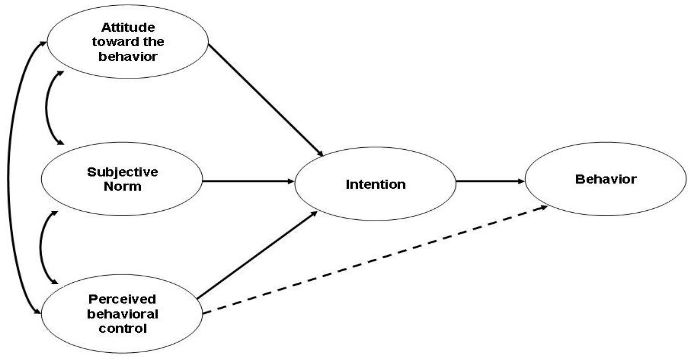 Attitude
toward the
behavior
Subjective
Norm
Intention
Behavior
Perceived
behavioral
control